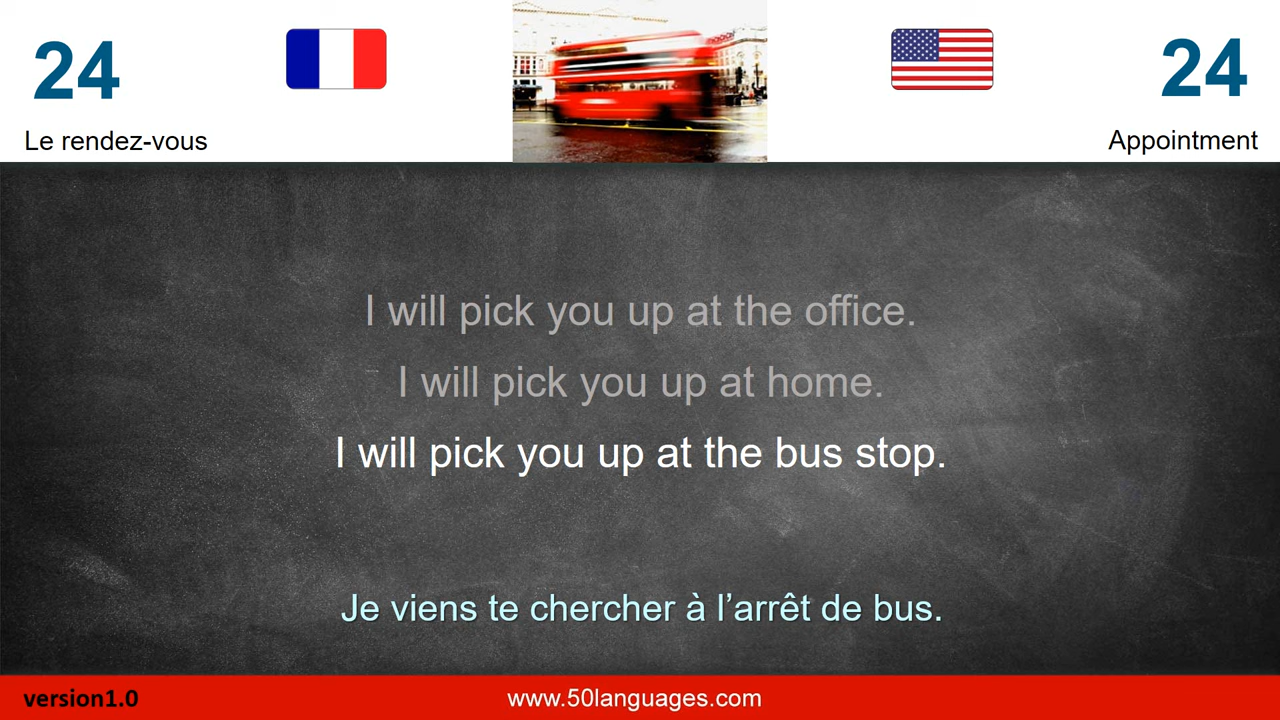 24
24
Le rendez-vous
Appointment
I will pick you up at the office.
I will pick you up at home.
I will pick you up at the bus stop.
Je viens te chercher à l’arrêt de bus.
version1.0
www.50languages.com